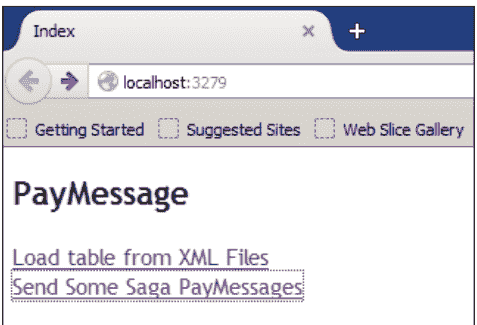 Index
localhost:3279
Getting Started Suggested Sites Web Slice Gallery
PayMessage
Load table from XML Files
Send Some Saga PayMessages